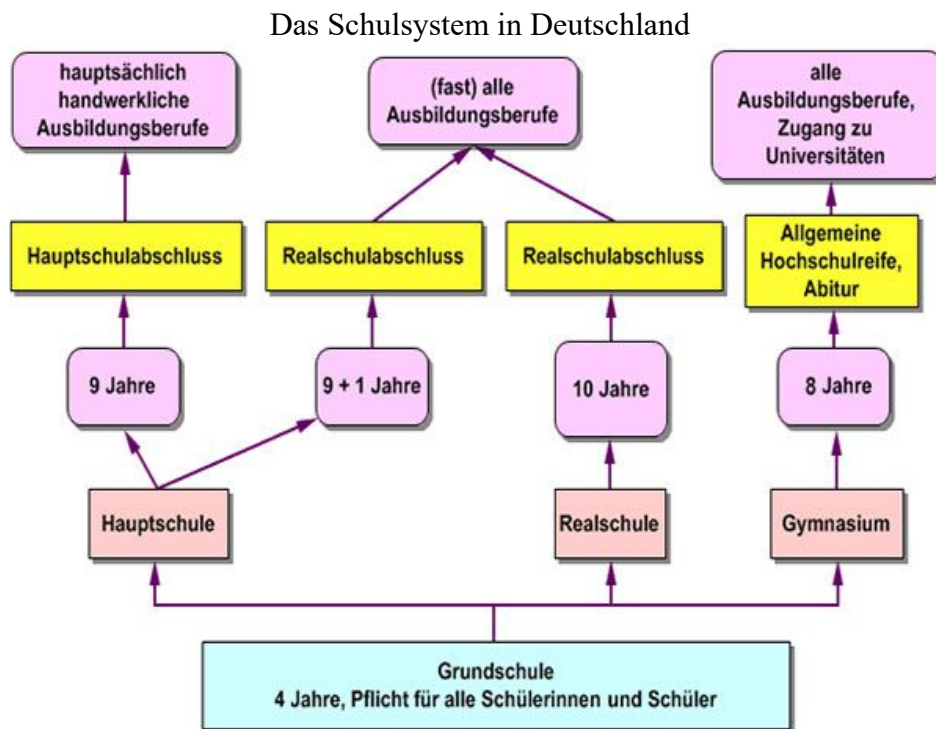 Das Schulsystem in Deutschland
hauptsächlich
handwerkliche
Ausbildungsberufe
(fast) alle
Ausbildungsberufe
alle
Ausbildungsberufe,
Zugang zu
Universitäten
Hauptschulabschluss
Realschulabschluss
Realschulabschluss
Allgemeine
Hochschulreife,
Abitur
9 Jahre
9 + 1 Jahre
10 Jahre
8 Jahre
Hauptschule
Realschule
Gymnasium
Grundschule
4 Jahre, Pflicht für alle Schülerinnen und Schüler